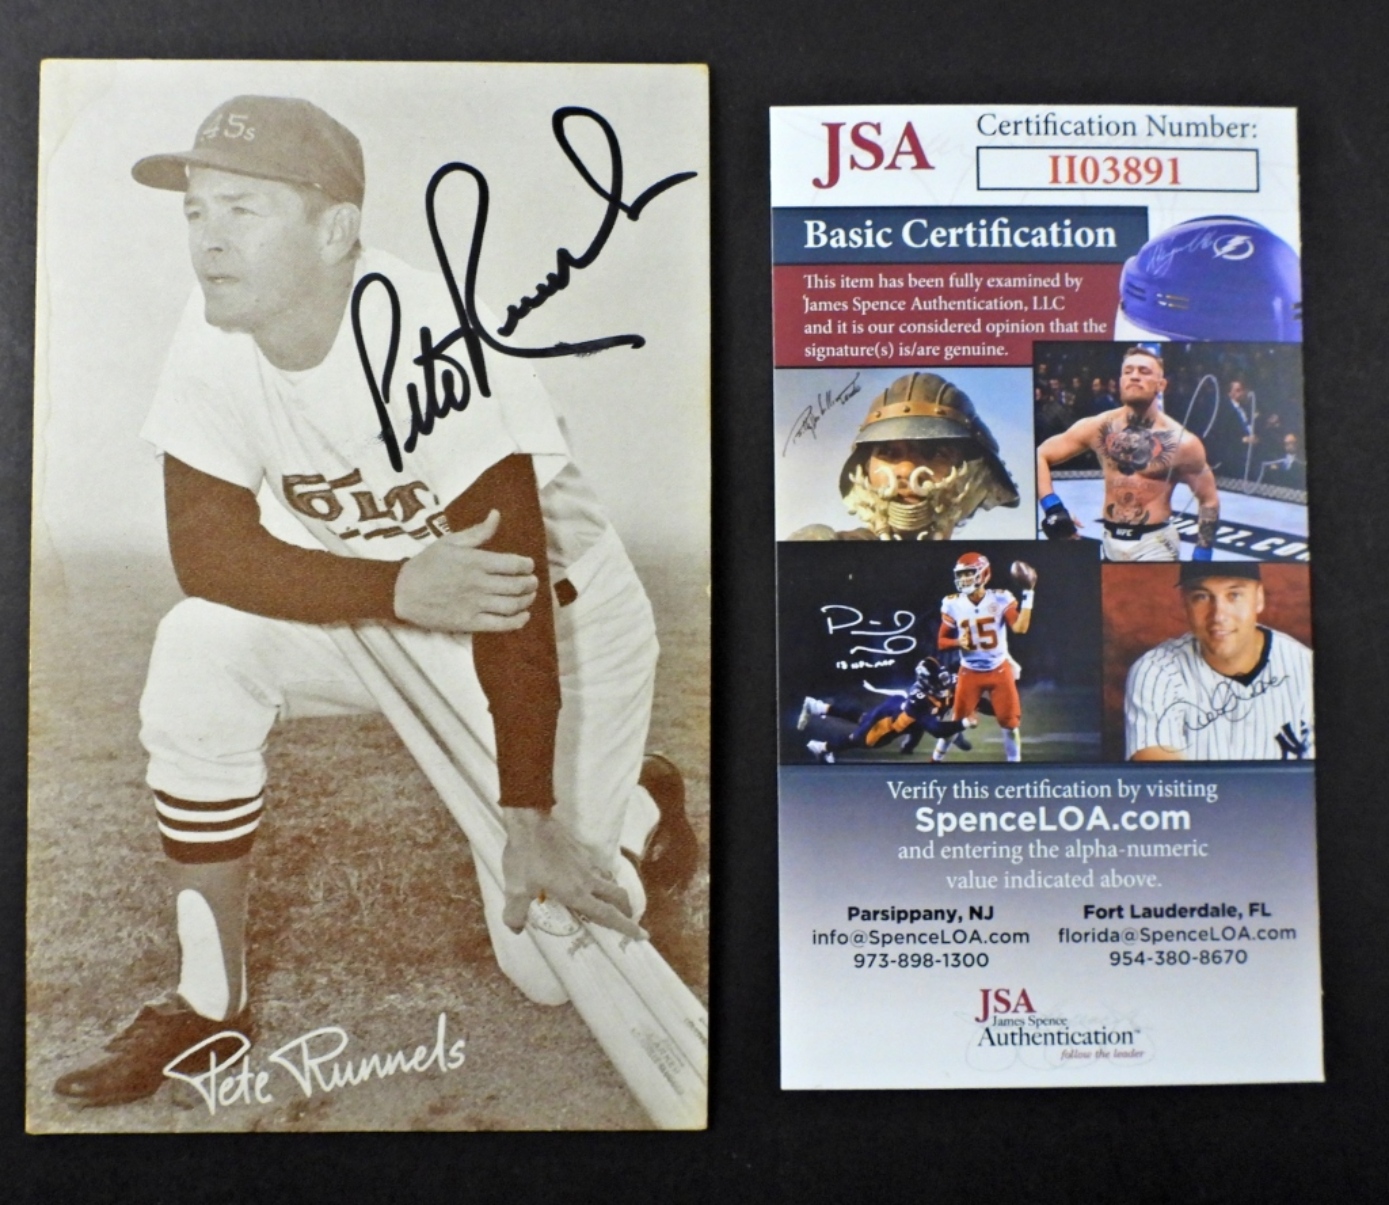 .45s
Pete Runnels
COLTS
Pete Runnels
JSA
Certification Number:
II03891
Basic Certification
This item has been fully examined by
James Spence Authentication, LLC
and it is our considered opinion that the
signature(s) is/are genuine.
UFC
15
Verify this certification by visiting
SpenceLOA.com
and entering the alpha-numeric
value indicated above.
Parsippany, NJ
info@SpenceLOA.com
973-898-1300
Fort Lauderdale, FL
florida@SpenceLOA.com
954-380-8670
JSA
James Spence
Authentication™
follow the leader